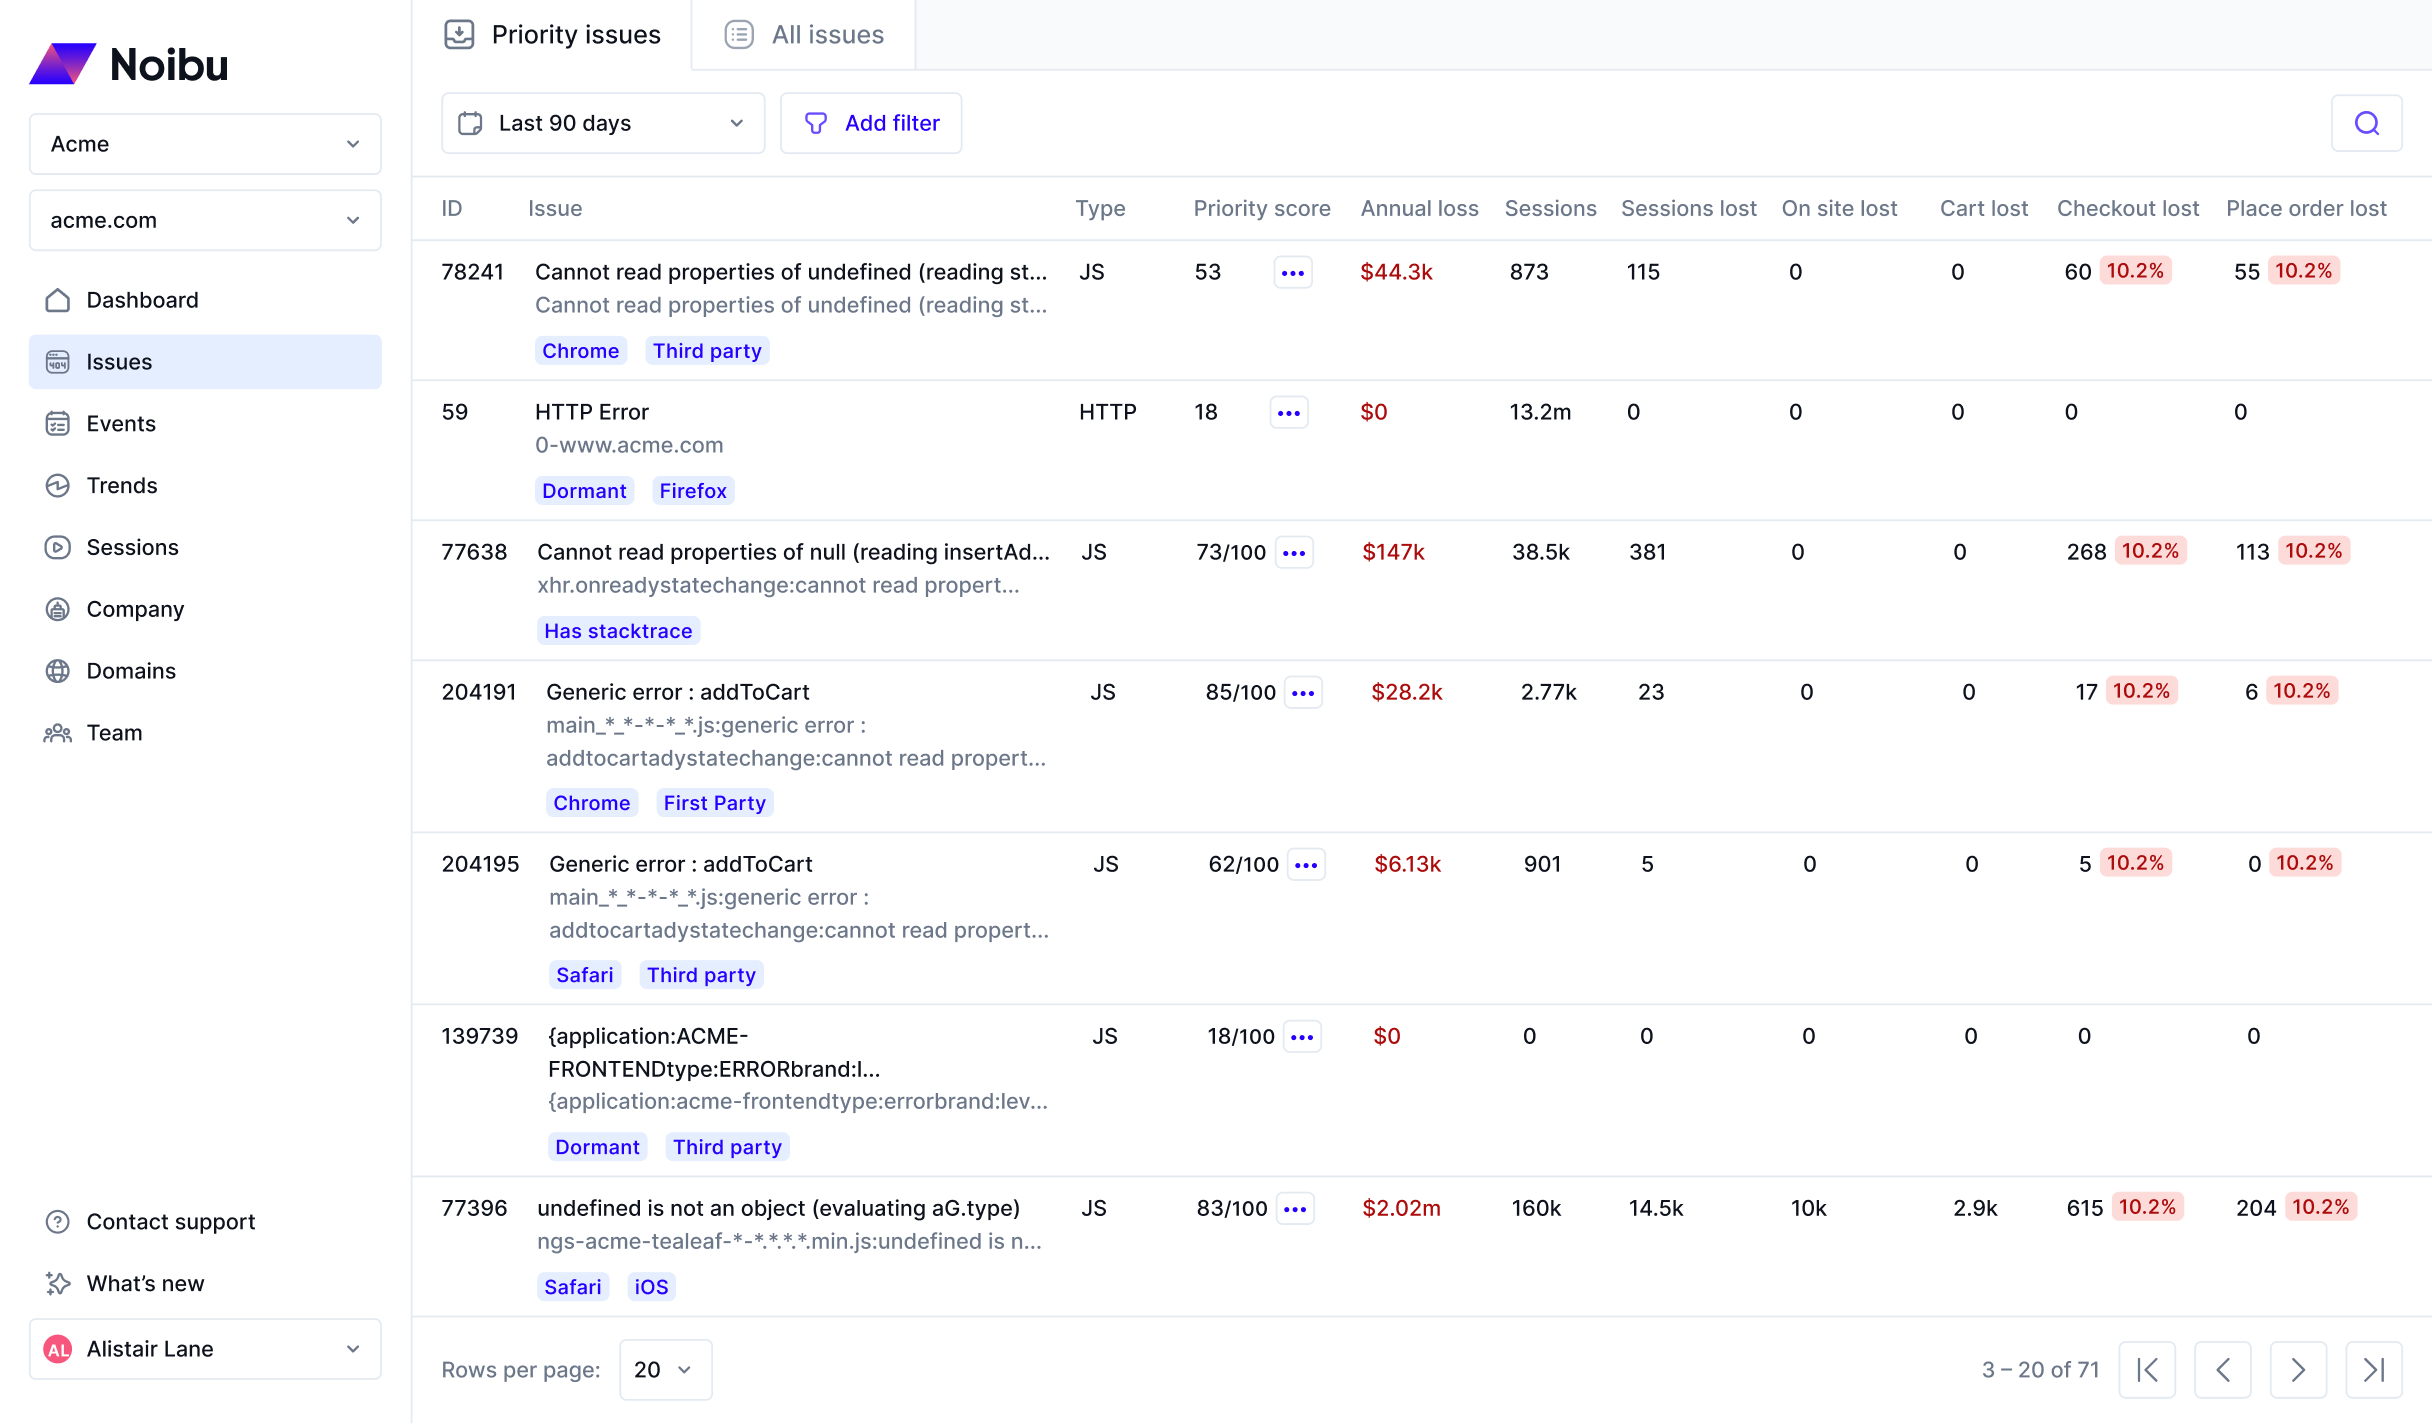 Noibu
Acme
acme.com
Dashboard
404
Issues
Events
Trends
Sessions
Company
Domains
Team
Contact support
What’s new
AL Alistair Lane
Priority issues
All issues
Last 90 days
Add filter
ID Issue Type Priority score Annual loss Sessions Sessions lost On site lost Cart lost Checkout lost Place order lost
78241 Cannot read properties of undefined (reading st... JS 53 $44.3k 873 115 0 0 60 10.2% 55 10.2%
Cannot read properties of undefined (reading st...
Chrome Third party
59 HTTP Error HTTP 18 $0 13.2m 0 0 0 0 0
0-www.acme.com
Dormant Firefox
77638 Cannot read properties of null (reading insertAd... JS 73/100 $147k 38.5k 381 0 0 268 10.2% 113 10.2%
xhr.onreadystatechange:cannot read propert...
Has stacktrace
204191 Generic error : addToCart JS 85/100 $28.2k 2.77k 23 0 0 17 10.2% 6 10.2%
main_*_*-*-*_*.js:generic error :
addtocartadystatechange:cannot read propert...
Chrome First Party
204195 Generic error : addToCart JS 62/100 $6.13k 901 5 0 0 5 10.2% 0 10.2%
main_*_*-*-*_*.js:generic error :
addtocartadystatechange:cannot read propert...
Safari Third party
139739 {application:ACME- JS 18/100 $0 0 0 0 0 0 0
FRONTENDtype:ERRORbrand:l...
{application:acme-frontendtype:errorbrand:lev...
Dormant Third party
77396 undefined is not an object (evaluating aG.type) JS 83/100 $2.02m 160k 14.5k 10k 2.9k 615 10.2% 204 10.2%
ngs-acme-tealeaf-*-*.*.*.*.min.js:undefined is n...
Safari iOS
Rows per page: 20
3 – 20 of 71